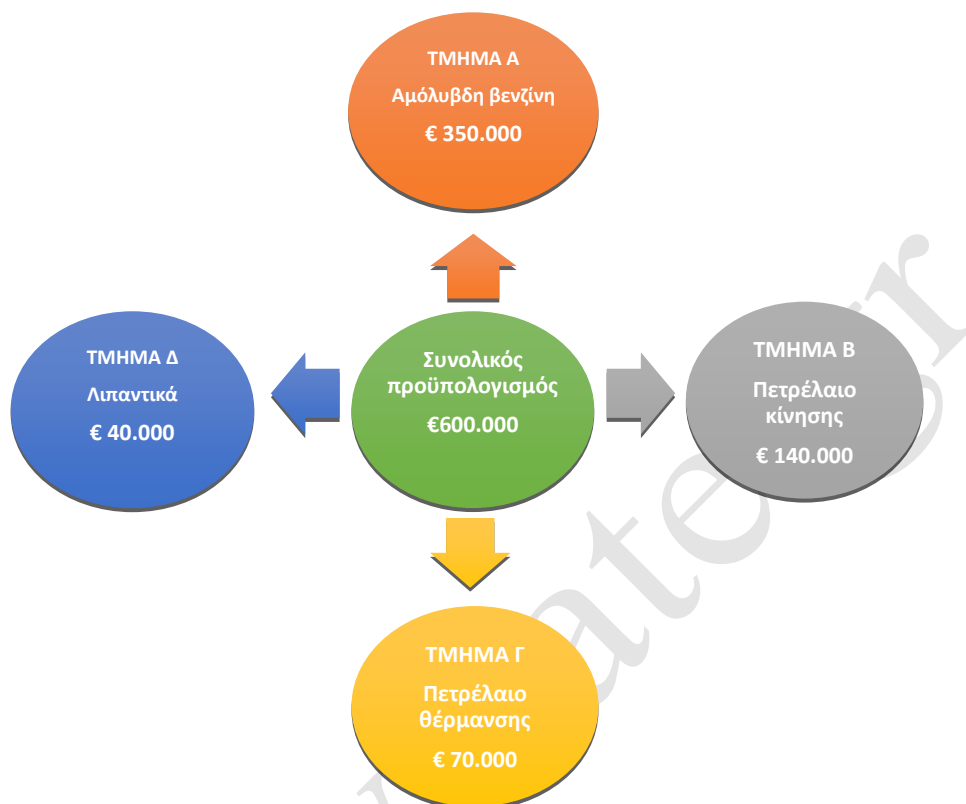 ΤΜΗΜΑ Α
Αμόλυβδη βενζίνη
€ 350.000
ΤΜΗΜΑ Δ
Λιπαντικά
€ 40.000
Συνολικός
προϋπολογισμός
€600.000
ΤΜΗΜΑ Β
Πετρέλαιο
κίνησης
€ 140.000
ΤΜΗΜΑ Γ
Πετρέλαιο
θέρμανσης
€ 70.000